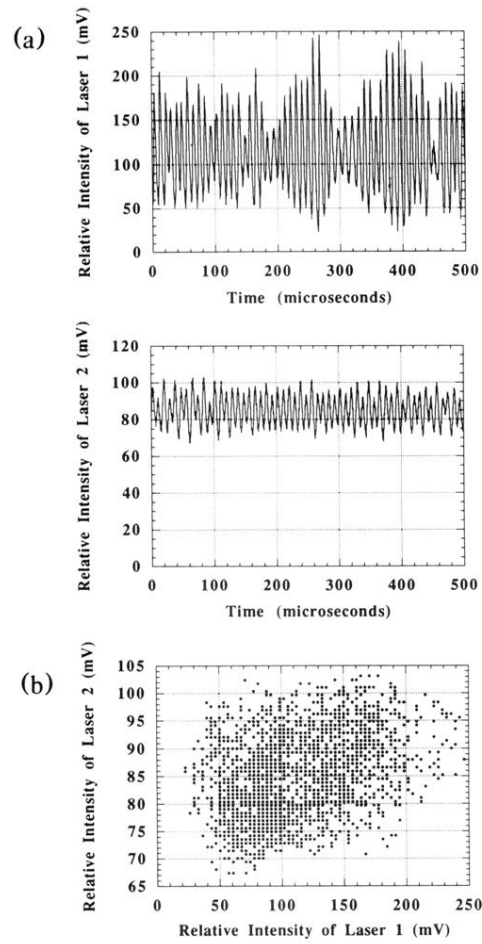 (a)
Relative Intensity of Laser 1 (mV)
250
200
150
100
50
0
0 100 200 300 400 500
Time (microseconds)
Relative Intensity of Laser 2 (mV)
120
100
80
60
40
20
0
0 100 200 300 400 500
Time (microseconds)
(b)
Relative Intensity of Laser 2 (mV)
105
100
95
90
85
80
75
70
65
0 50 100 150 200 250
Relative Intensity of Laser 1 (mV)